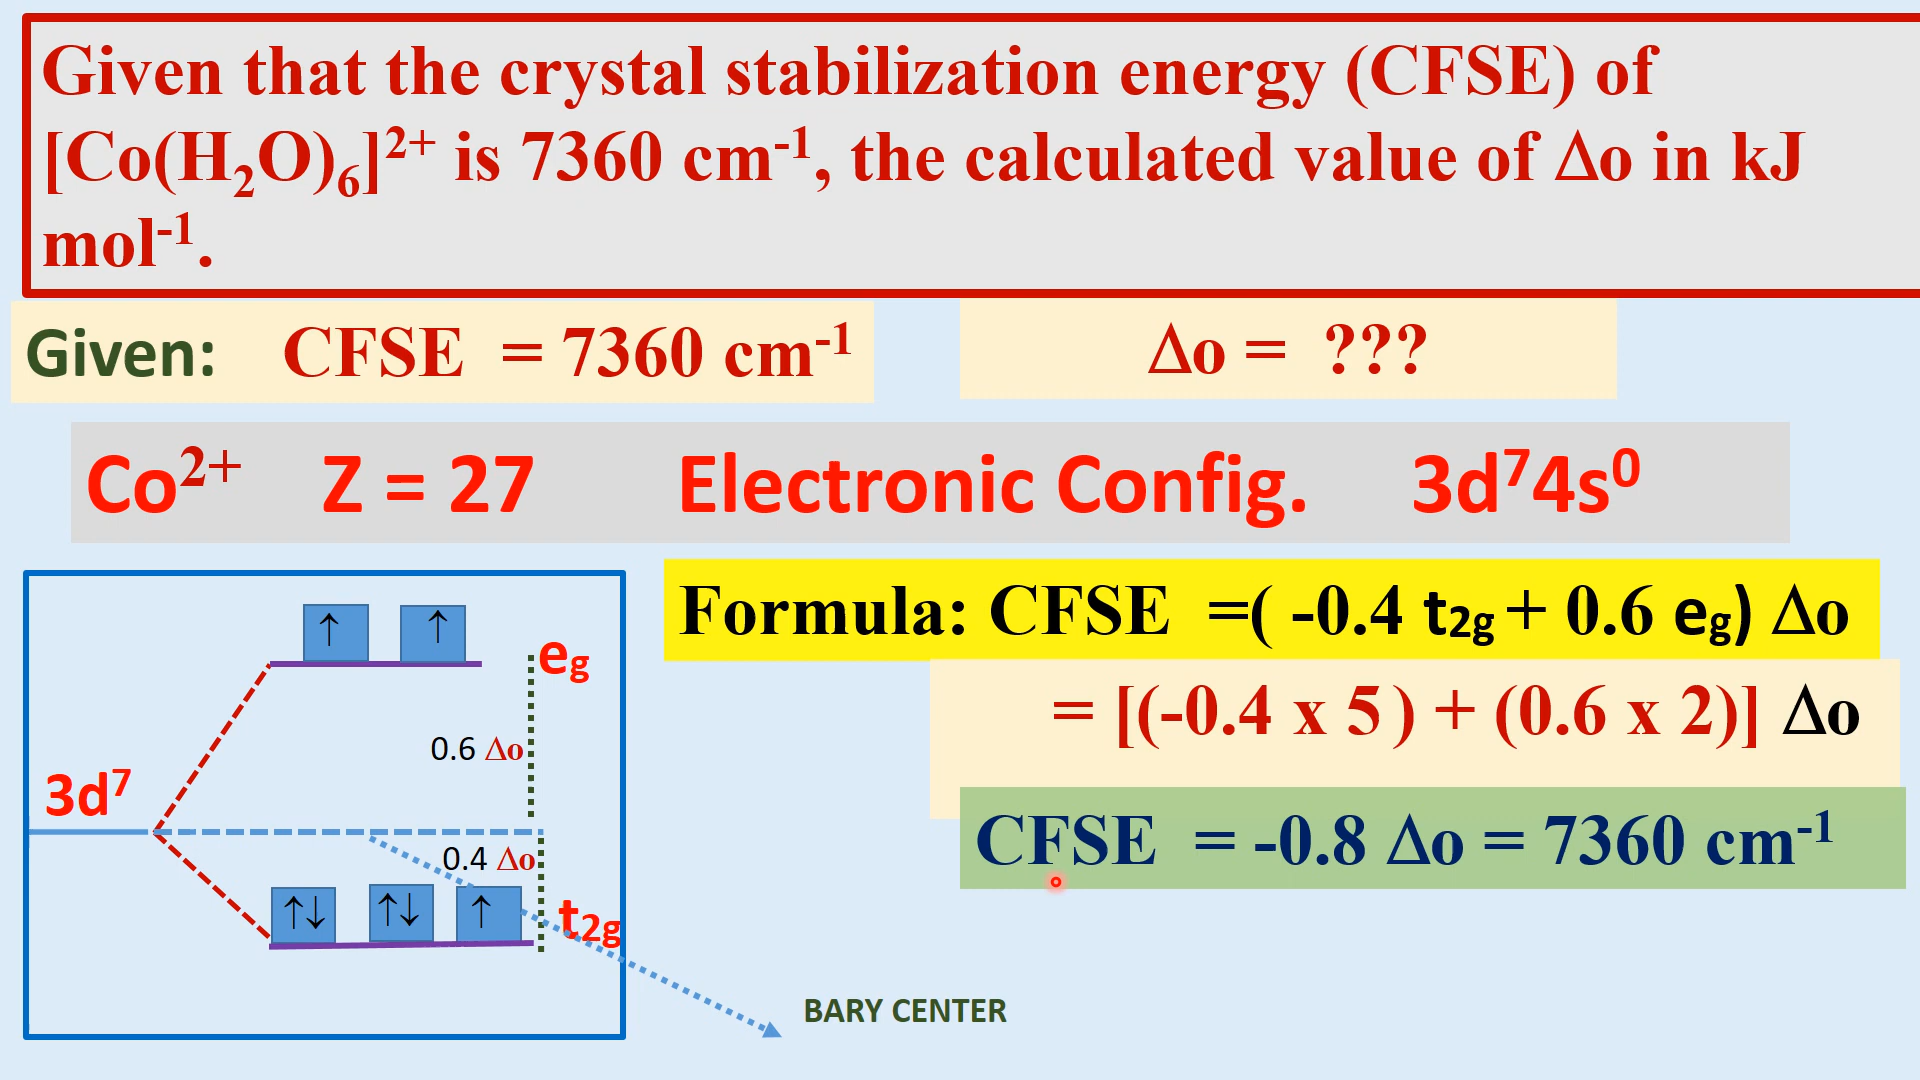 Given that the crystal stabilization energy (CFSE) of
[Co(H₂O)₆]²⁺ is 7360 cm⁻¹, the calculated value of Δo in kJ
mol⁻¹.
Given: CFSE = 7360 cm⁻¹
Δo = ???
Co²⁺ Z = 27 Electronic Config. 3d⁷4s⁰
Formula: CFSE =( -0.4 t₂g + 0.6 eg) Δo
= [(-0.4 x 5 ) + (0.6 x 2)] Δo
CFSE = -0.8 Δo = 7360 cm⁻¹
↑ ↑
eg
0.6 Δo
3d⁷
0.4 Δo
↑↓ ↑↓ ↑
t₂g
BARY CENTER